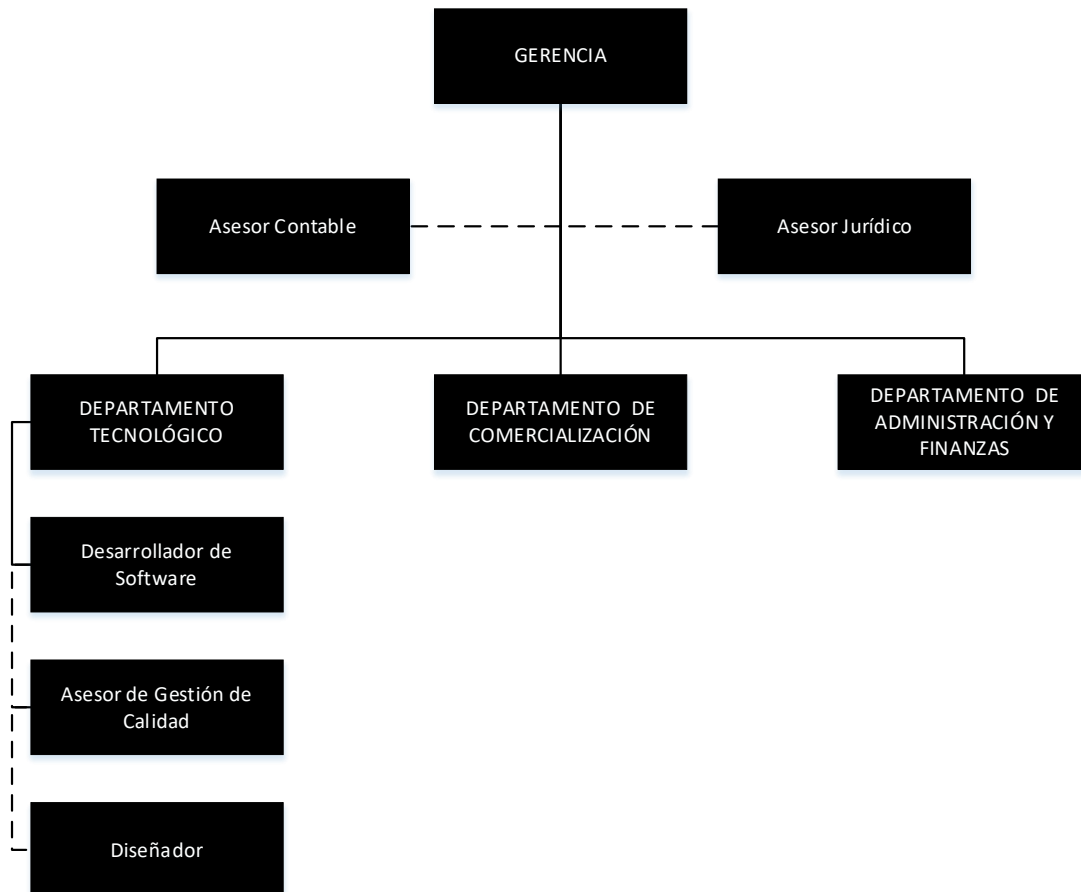 GERENCIA
Asesor Contable
Asesor Jurídico
DEPARTAMENTO
TECNOLÓGICO
DEPARTAMENTO DE
COMERCIALIZACIÓN
DEPARTAMENTO DE
ADMINISTRACIÓN Y
FINANZAS
Desarrollador de
Software
Asesor de Gestión de
Calidad
Diseñador